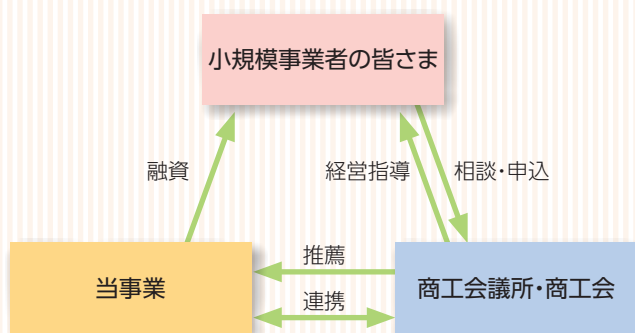 小規模事業者の皆さま
融資
経営指導
相談・申込
当事業
推薦
連携
商工会議所・商工会